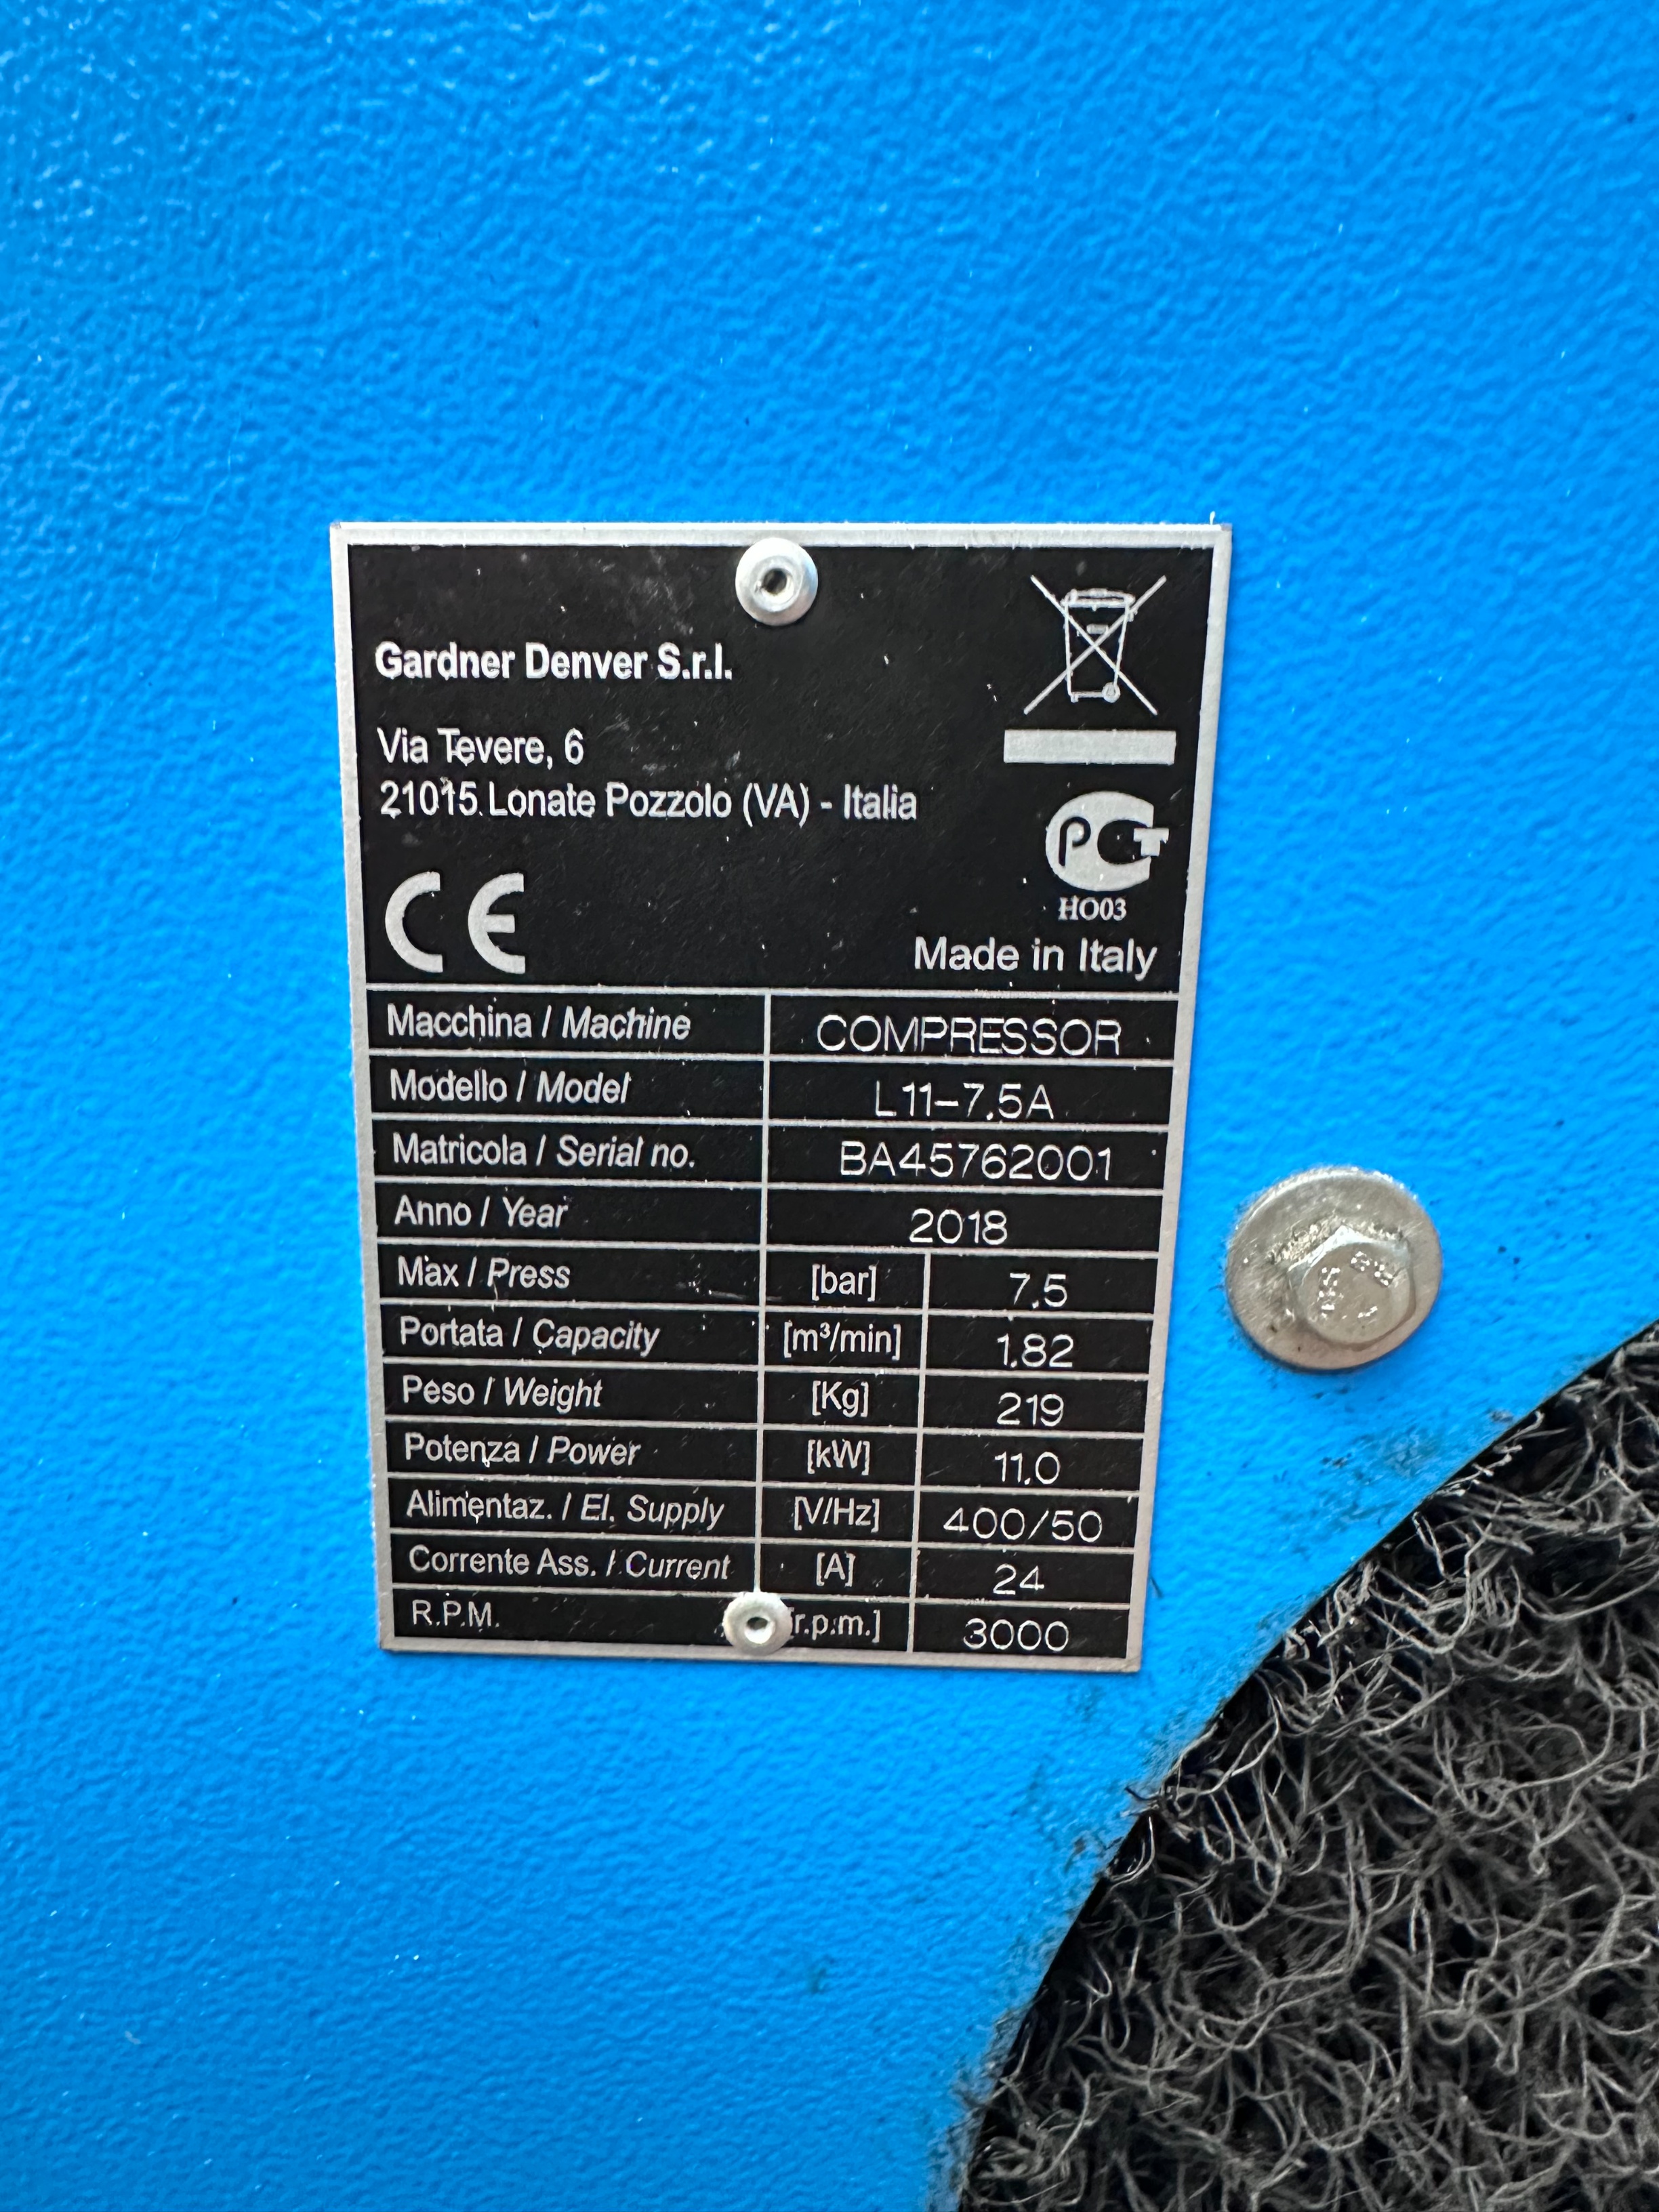 Gardner Denver S.r.l.
Via Tevere, 6
21015 Lonate Pozzolo (VA) - Italia
CE
PCT
HO03
Made in Italy
Macchina / Machine COMPRESSOR
Modello / Model L11-7.5A
Matricola / Serial no. BA45762001
Anno / Year 2018
Max / Press [bar] 7.5
Portata / Capacity [m³/min] 1.82
Peso / Weight [Kg] 219
Potenza / Power [kW] 11.0
Alimentaz. / El. Supply [V/Hz] 400/50
Corrente Ass. / Current [A] 24
R.P.M. [r.p.m.] 3000